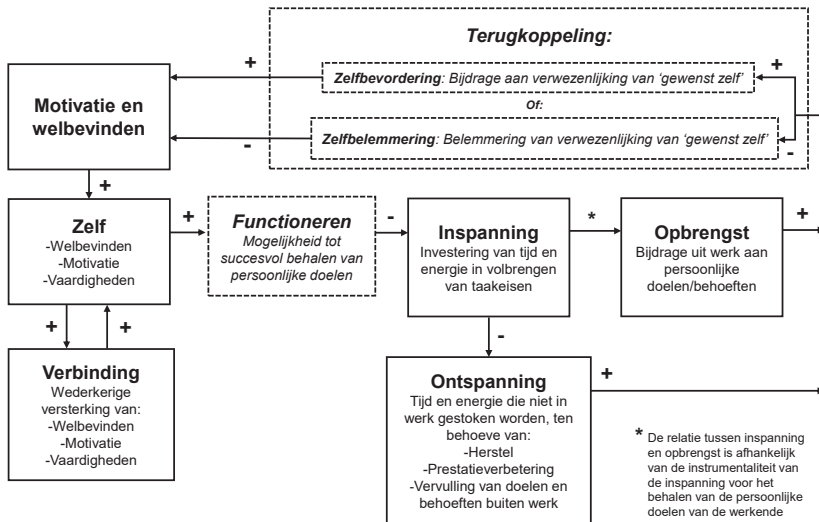 Terugkoppeling:
+
Zelfbevordering: Bijdrage aan verwezenlijking van ‘gewenst zelf’
+
Of:
-
Zelfbelemmering: Belemmering van verwezenlijking van ‘gewenst zelf’
-
Motivatie en
welbevinden
+
Zelf
-Welbevinden
-Motivatie
-Vaardigheden
+
Functioneren
Mogelijkheid tot
succesvol behalen van
persoonlijke doelen
-
Inspanning
Investering van tijd en
energie in volbrengen
van taakeisen
*
Opbrengst
Bijdrage uit werk aan
persoonlijke
doelen/behoeften
+
+
+
-
Verbinding
Wederkerige
versterking van:
-Welbevinden
-Motivatie
-Vaardigheden
Ontspanning
Tijd en energie die niet in
werk gestoken worden, ten
behoeve van:
-Herstel
-Prestatieverbetering
-Vervulling van doelen en
behoeften buiten werk
+
* De relatie tussen inspanning
en opbrengst is afhankelijk
van de instrumentaliteit van
de inspanning voor het
behalen van de persoonlijke
doelen van de werkende